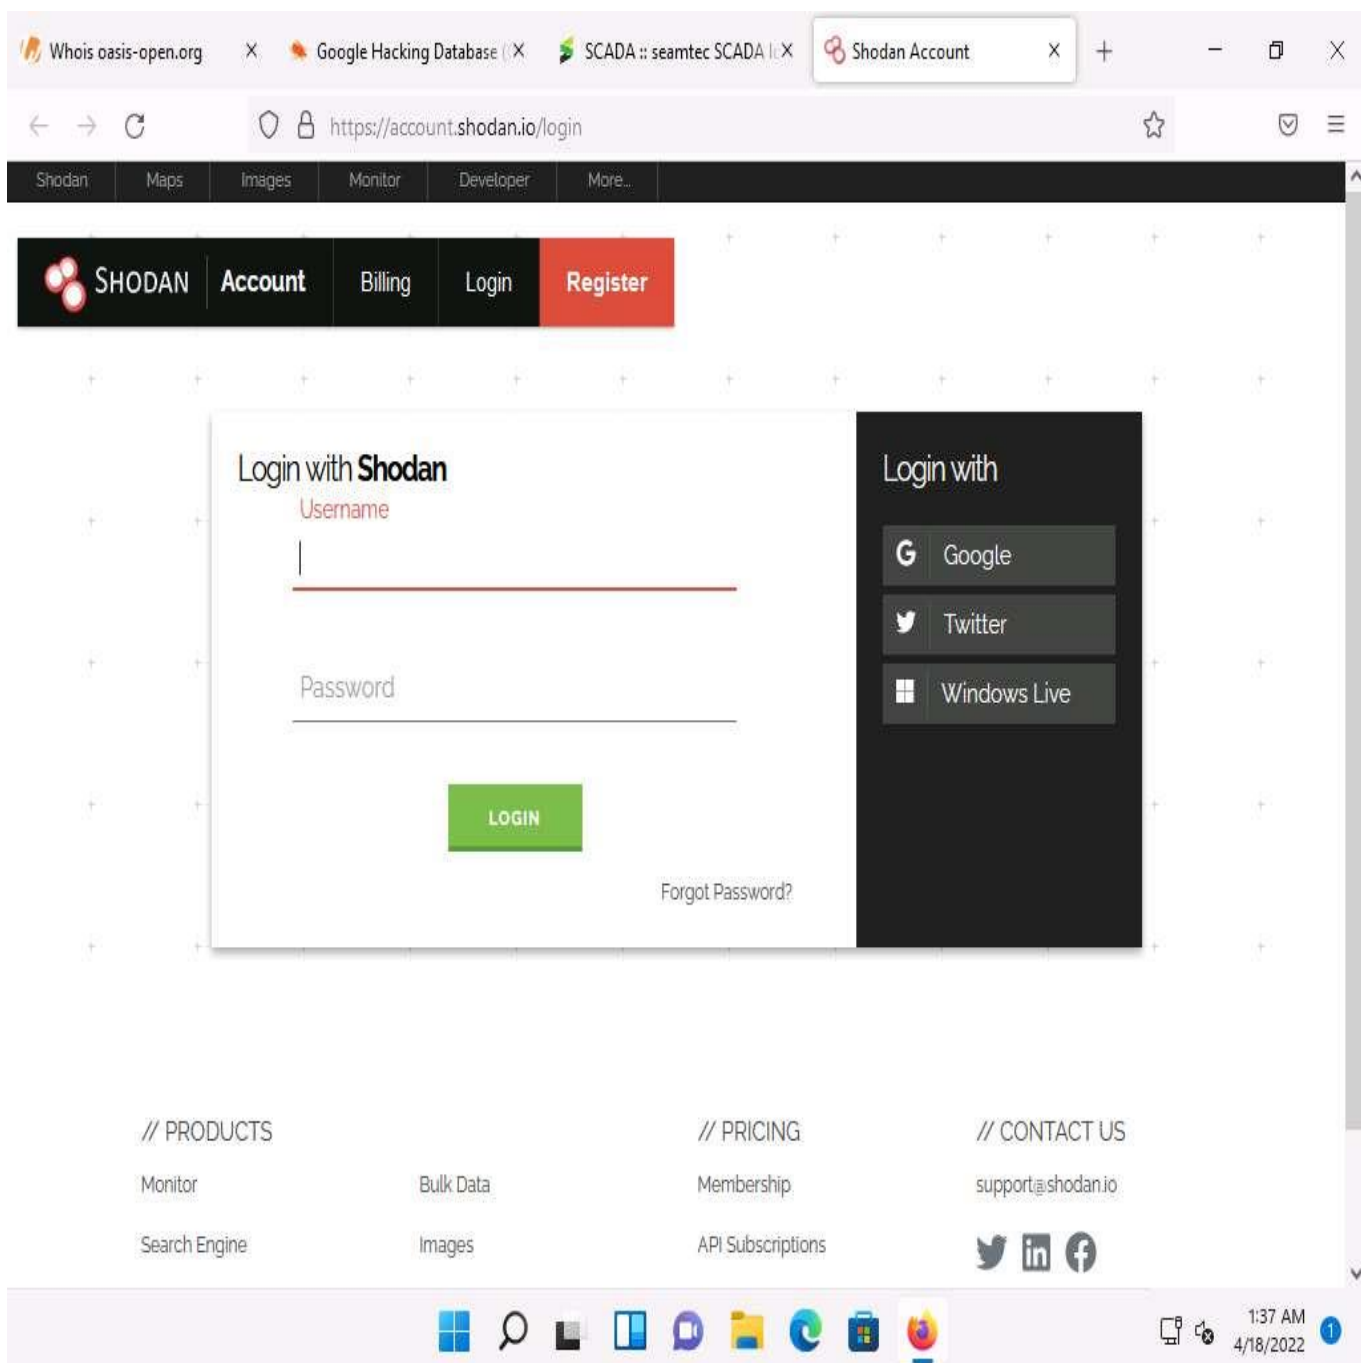 Whois oasis-open.org
Google Hacking Database (
SCADA :: seamtec SCADA
Shodan Account
https://account.shodan.io/login
Shodan Maps Images Monitor Developer More...
SHODAN Account Billing Login Register
Login with Shodan
Username
Password
LOGIN
Forgot Password?
Login with
G Google
Twitter
Windows Live
// PRODUCTS
Monitor
Bulk Data
Search Engine
Images
// PRICING
Membership
API Subscriptions
// CONTACT US
support@shodan.io
in
1:37 AM
4/18/2022
1